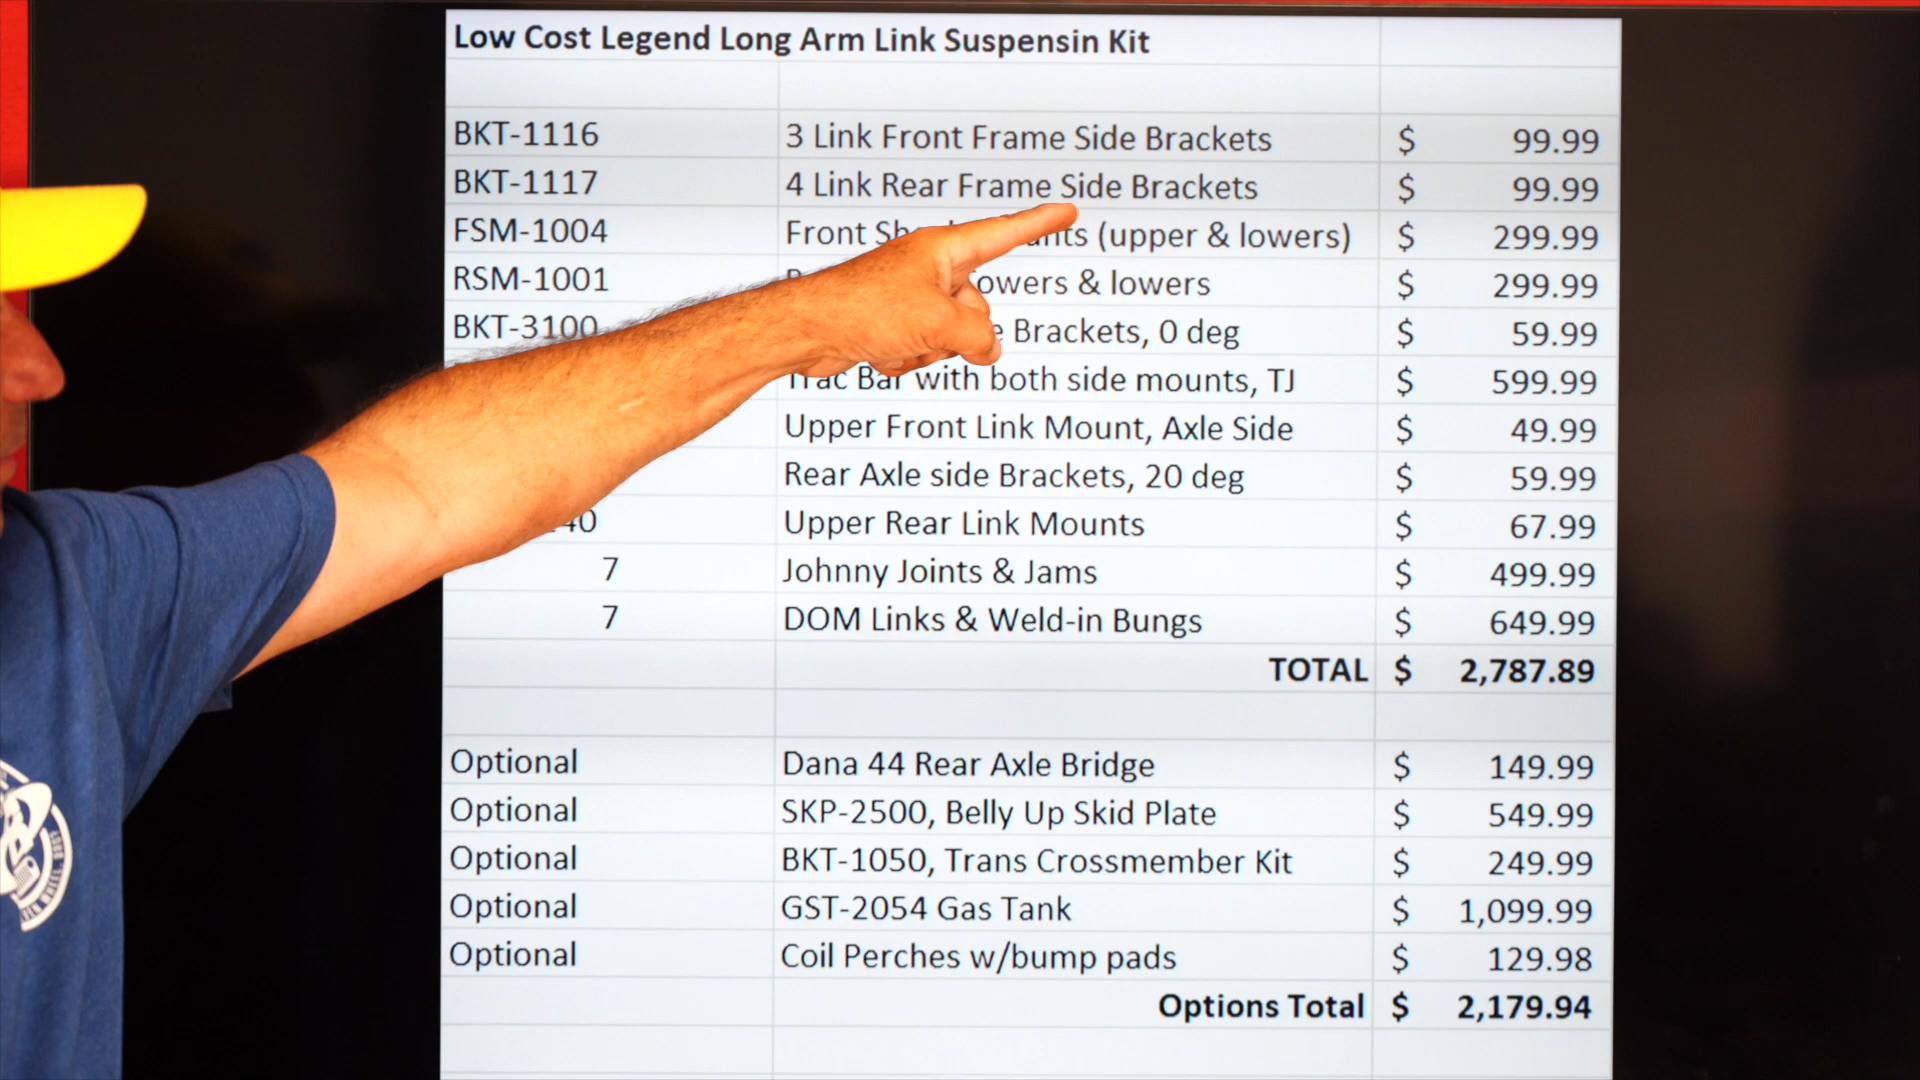 Low Cost Legend Long Arm Link Suspensin Kit
BKT-1116 3 Link Front Frame Side Brackets $ 99.99
BKT-1117 4 Link Rear Frame Side Brackets $ 99.99
FSM-1004 Front (upper & lowers) $ 299.99
RSM-1001 & lowers $ 299.99
BKT-3100 Brackets, 0 deg $ 59.99
Trac Bar with both side mounts, TJ $ 599.99
Upper Front Link Mount, Axle Side $ 49.99
Rear Axle side Brackets, 20 deg $ 59.99
Upper Rear Link Mounts $ 67.99
7 Johnny Joints & Jams $ 499.99
7 DOM Links & Weld-in Bungs $ 649.99
TOTAL $ 2,787.89
Optional Dana 44 Rear Axle Bridge $ 149.99
Optional SKP-2500, Belly Up Skid Plate $ 549.99
Optional BKT-1050, Trans Crossmember Kit $ 249.99
Optional GST-2054 Gas Tank $ 1,099.99
Optional Coil Perches w/bump pads $ 129.98
Options Total $ 2,179.94